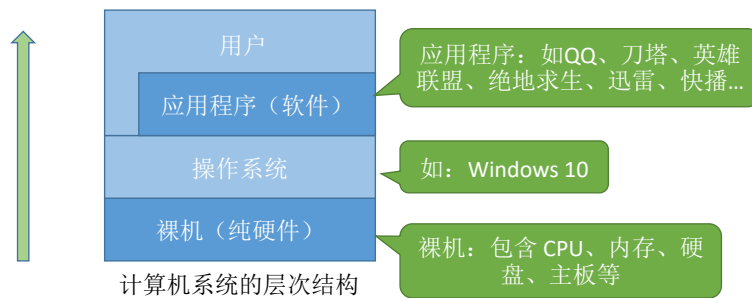 用户
应用程序（软件）
操作系统
裸机（纯硬件）
计算机系统的层次结构
应用程序：如QQ、刀塔、英雄
联盟、绝地求生、迅雷、快播…
如：Windows 10
裸机：包含 CPU、内存、硬
盘、主板等